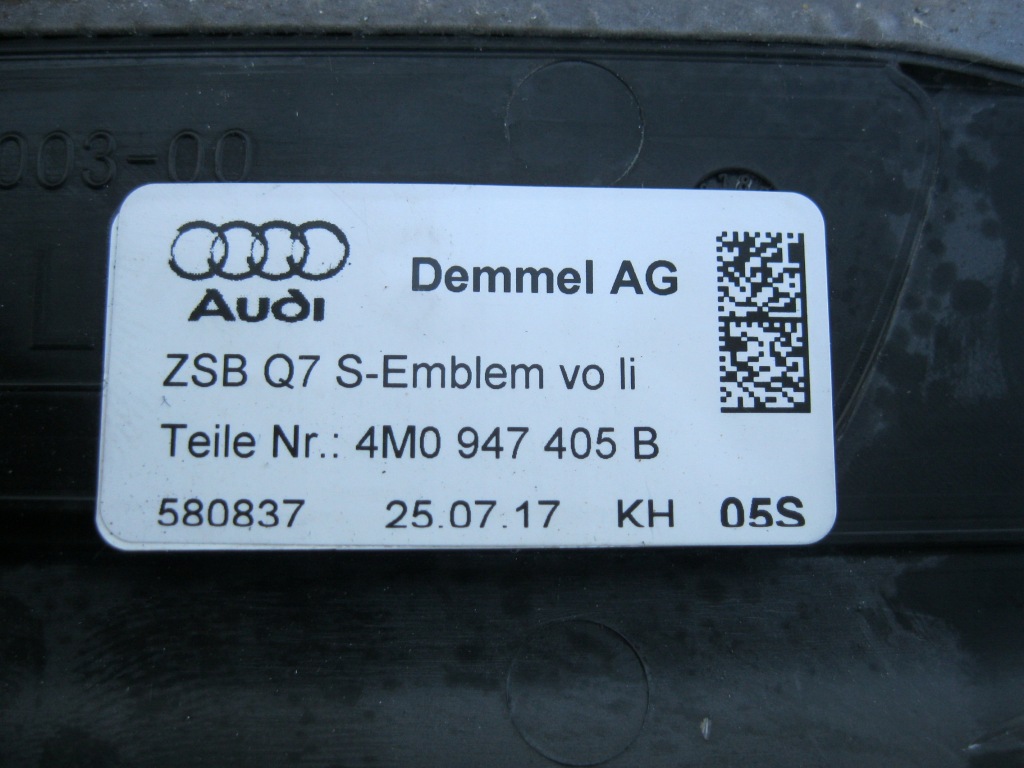 003-00
Audi
Demmel AG
ZSB Q7 S-Emblem vo li
Teile Nr.: 4M0 947 405 B
580837 25.07.17 KH 05S